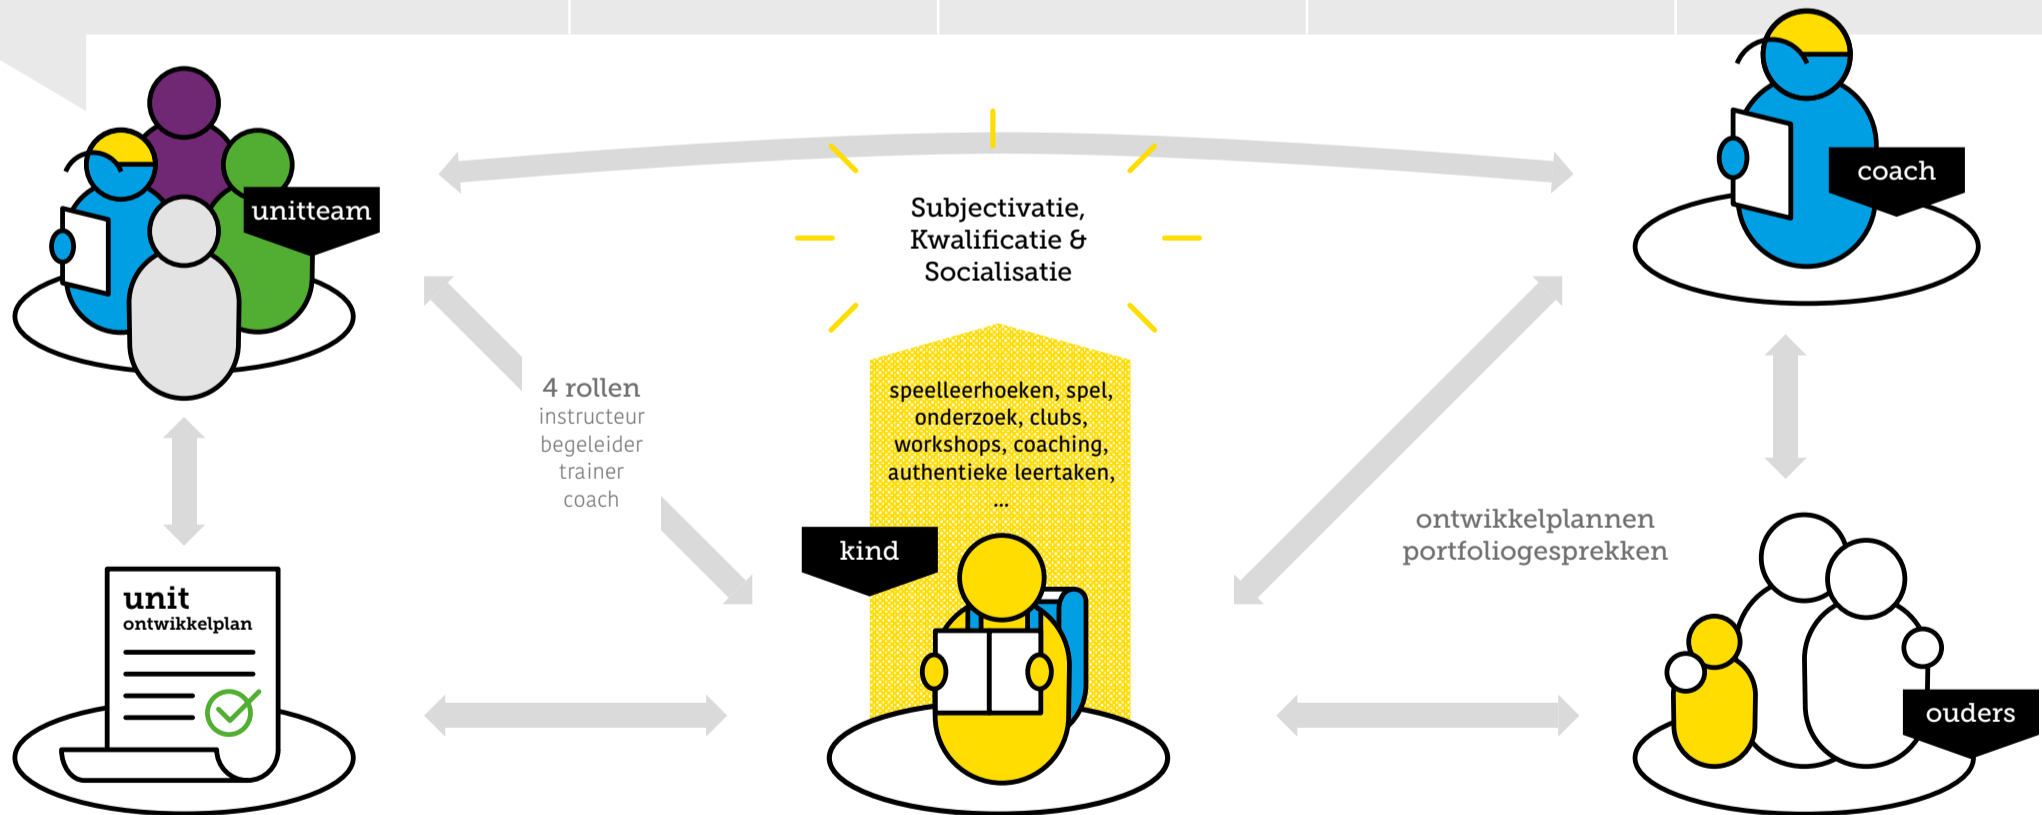 unitteam
coach
Subjectivatie,
Kwalificatie &
Socialisatie
4 rollen
instructeur
begeleider
trainer
coach
speelleerhoeken, spel,
onderzoek, clubs,
workshops, coaching,
authentieke leertaken,
...
ontwikkelplannen
portfoliogesprekken
kind
unit
ontwikkelplan
ouders